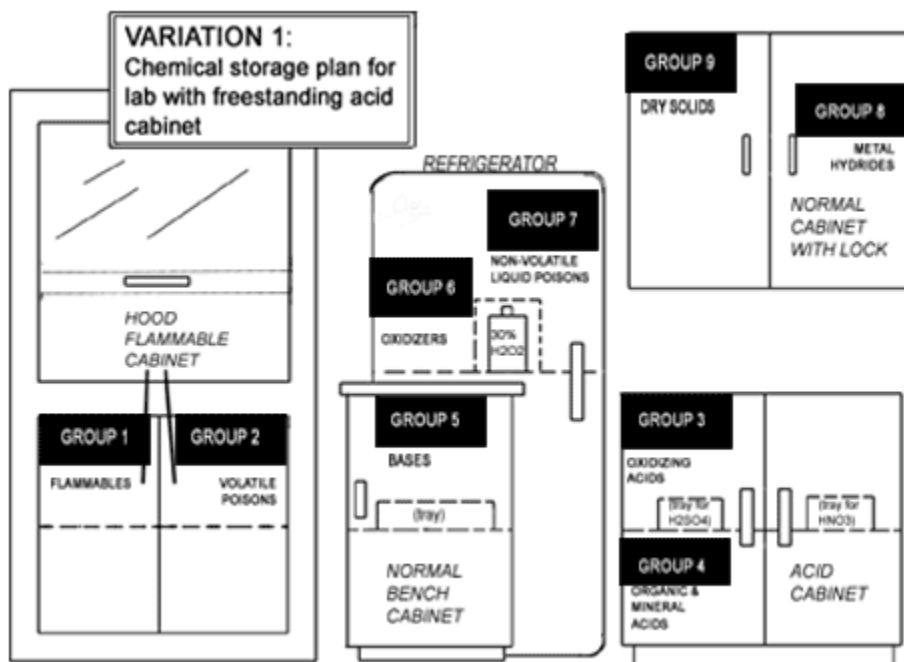 VARIATION 1:
Chemical storage plan for
lab with freestanding acid
cabinet
HOOD
FLAMMABLE
CABINET
GROUP 1
FLAMMABLES
GROUP 2
VOLATILE
POISONS
REFRIGERATOR
GROUP 7
NON-VOLATILE
LIQUID POISONS
GROUP 6
OXIDIZERS
30%
H2O2
GROUP 5
BASES
(tray)
NORMAL
BENCH
CABINET
GROUP 9
DRY SOLIDS
GROUP 8
METAL
HYDRIDES
NORMAL
CABINET
WITH LOCK
GROUP 3
OXIDIZING
ACIDS
(tray for
H2SO4)
(tray for
HNO3)
GROUP 4
ORGANIC &
MINERAL
ACIDS
ACID
CABINET